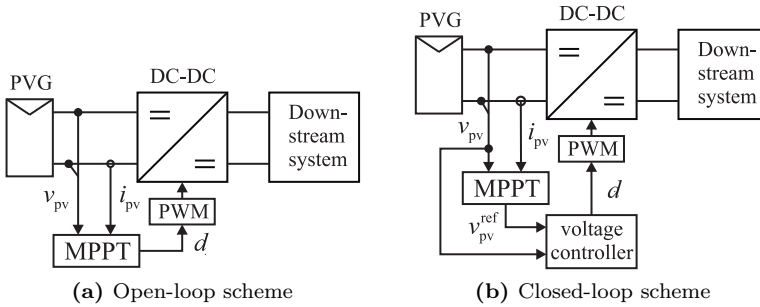 PVG
DC-DC
Down-
stream
system
v_pv
i_pv
PWM
MPPT
d
(a) Open-loop scheme
PVG
DC-DC
Down-
stream
system
v_pv
i_pv
PWM
MPPT
d
v_pv^ref
voltage
controller
(b) Closed-loop scheme